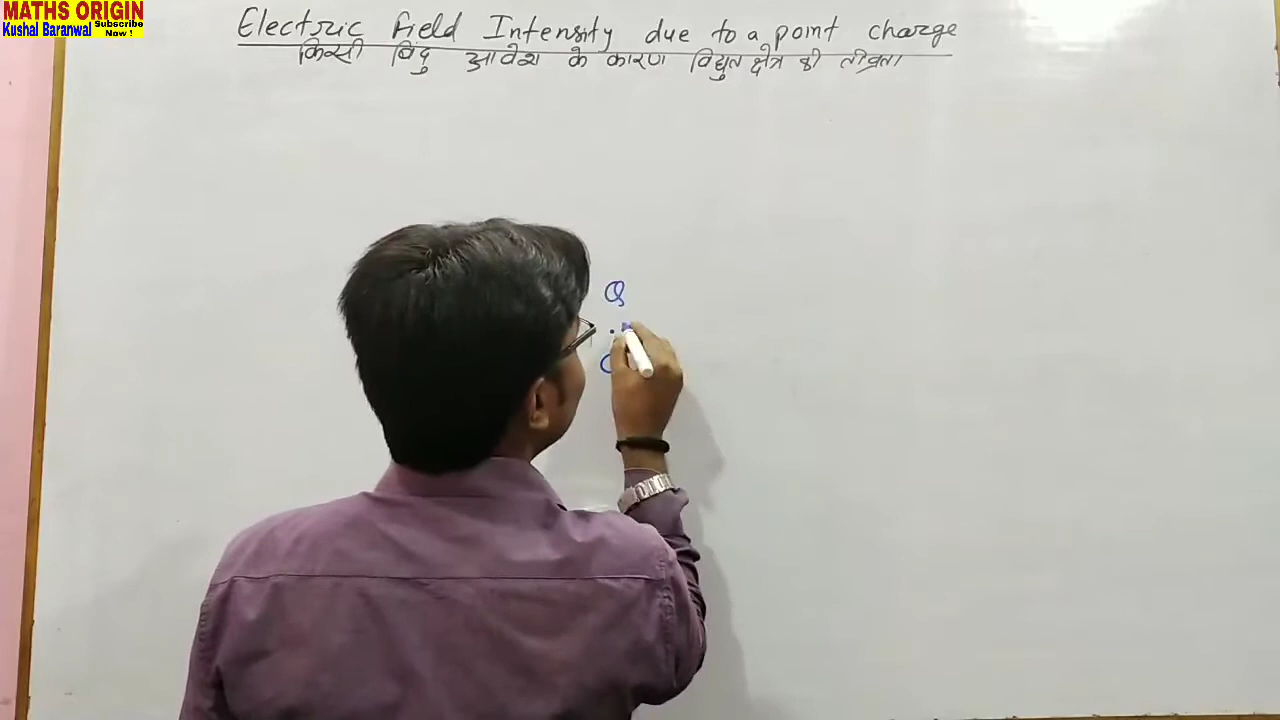 MATHS ORIGIN
Kushal Baranwal Subscribe Now !
Electric field Intensity due to a point charge
किसी बिंदु आवेश के कारण विद्युत क्षेत्र की तीव्रता
Q